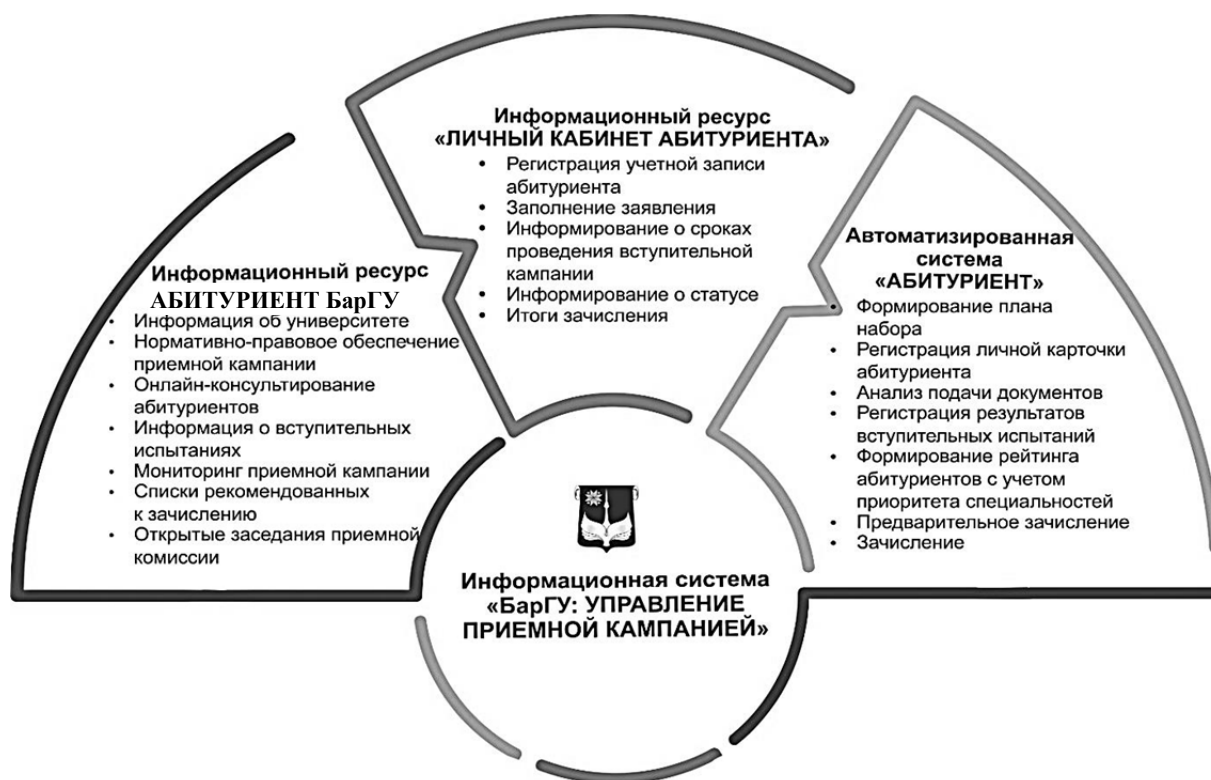 Информационный ресурс
«ЛИЧНЫЙ КАБИНЕТ АБИТУРИЕНТА»
• Регистрация учетной записи
абитуриента
• Заполнение заявления
• Информирование о сроках
проведения вступительной
кампании
• Информирование о статусе
• Итоги зачисления
Информационный ресурс
АБИТУРИЕНТ БарГУ
• Информация об университете
• Нормативно-правовое обеспечение
приемной кампании
• Онлайн-консультирование
абитуриентов
• Информация о вступительных
испытаниях
• Мониторинг приемной кампании
• Списки рекомендованных
к зачислению
• Открытые заседания приемной
комиссии
Автоматизированная
система
«АБИТУРИЕНТ»
• Формирование плана
набора
• Регистрация личной карточки
абитуриента
• Анализ подачи документов
• Регистрация результатов
вступительных испытаний
• Формирование рейтинга
абитуриентов с учетом
приоритета специальностей
• Предварительное зачисление
• Зачисление
Информационная система
«БарГУ: УПРАВЛЕНИЕ
ПРИЕМНОЙ КАМПАНИЕЙ»